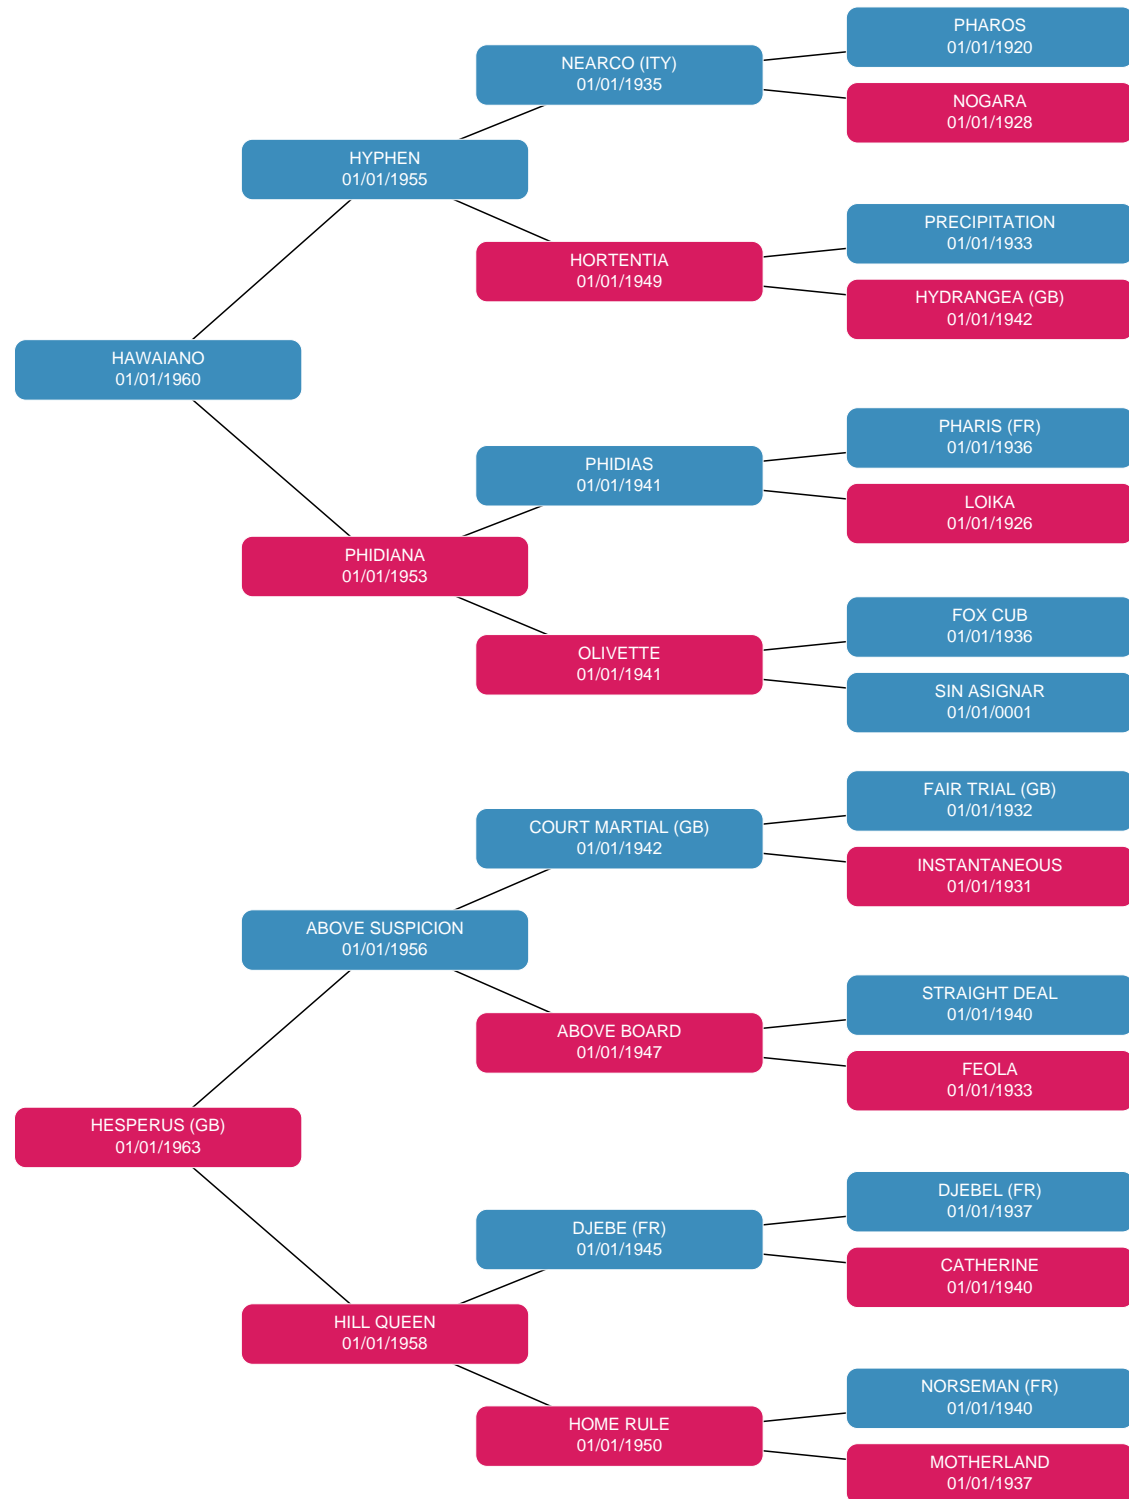 PHAROS
01/01/1920
NEARCO (ITY)
01/01/1935
NOGARA
01/01/1928
HYPHEN
01/01/1955
PRECIPITATION
01/01/1933
HORTENTIA
01/01/1949
HYDRANGEA (GB)
01/01/1942
HAWAIANO
01/01/1960
PHARIS (FR)
01/01/1936
PHIDIAS
01/01/1941
LOIKA
01/01/1926
PHIDIANA
01/01/1953
FOX CUB
01/01/1936
OLIVETTE
01/01/1941
SIN ASIGNAR
01/01/0001
FAIR TRIAL (GB)
01/01/1932
COURT MARTIAL (GB)
01/01/1942
INSTANTANEOUS
01/01/1931
ABOVE SUSPICION
01/01/1956
STRAIGHT DEAL
01/01/1940
ABOVE BOARD
01/01/1947
FEOLA
01/01/1933
HESPERUS (GB)
01/01/1963
DJEBEL (FR)
01/01/1937
DJEBE (FR)
01/01/1945
CATHERINE
01/01/1940
HILL QUEEN
01/01/1958
NORSEMAN (FR)
01/01/1940
HOME RULE
01/01/1950
MOTHERLAND
01/01/1937